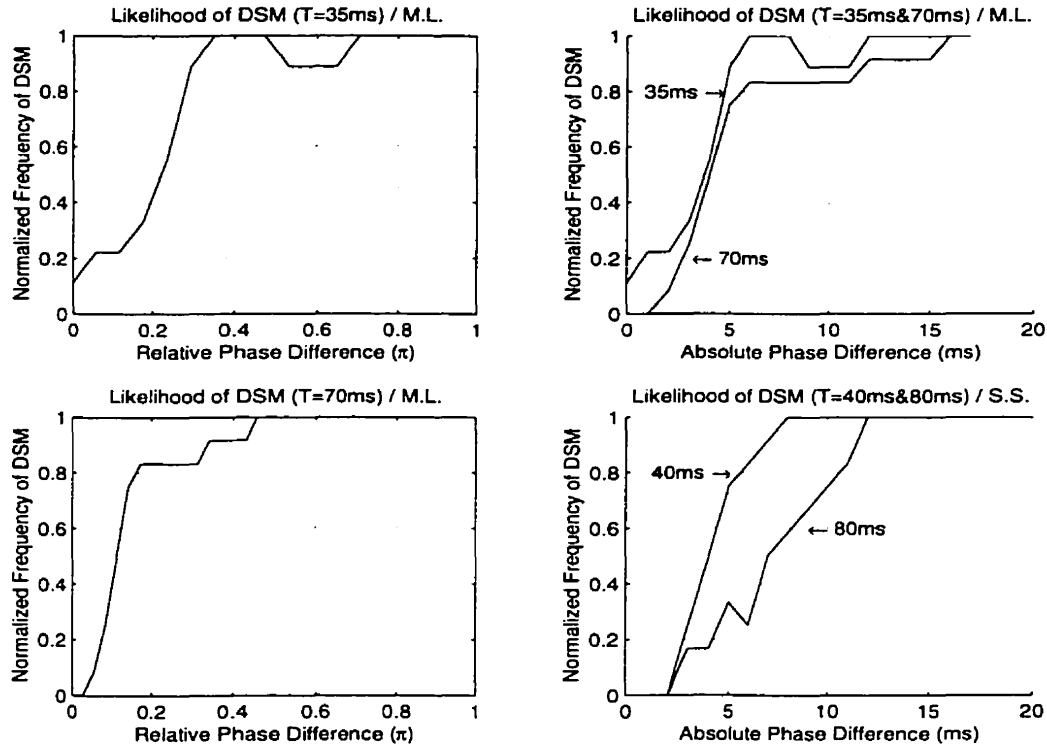 Likelihood of DSM (T=35ms) / M.L.
Normalized Frequency of DSM
1
0.8
0.6
0.4
0.2
0
0 0.2 0.4 0.6 0.8 1
Relative Phase Difference (π)
Likelihood of DSM (T=35ms&70ms) / M.L.
Normalized Frequency of DSM
1
0.8
0.6
0.4
0.2
0
35ms →
← 70ms
0 5 10 15 20
Absolute Phase Difference (ms)
Likelihood of DSM (T=70ms) / M.L.
Normalized Frequency of DSM
1
0.8
0.6
0.4
0.2
0
0 0.2 0.4 0.6 0.8 1
Relative Phase Difference (π)
Likelihood of DSM (T=40ms&80ms) / S.S.
Normalized Frequency of DSM
1
0.8
0.6
0.4
0.2
0
40ms →
← 80ms
0 5 10 15 20
Absolute Phase Difference (ms)